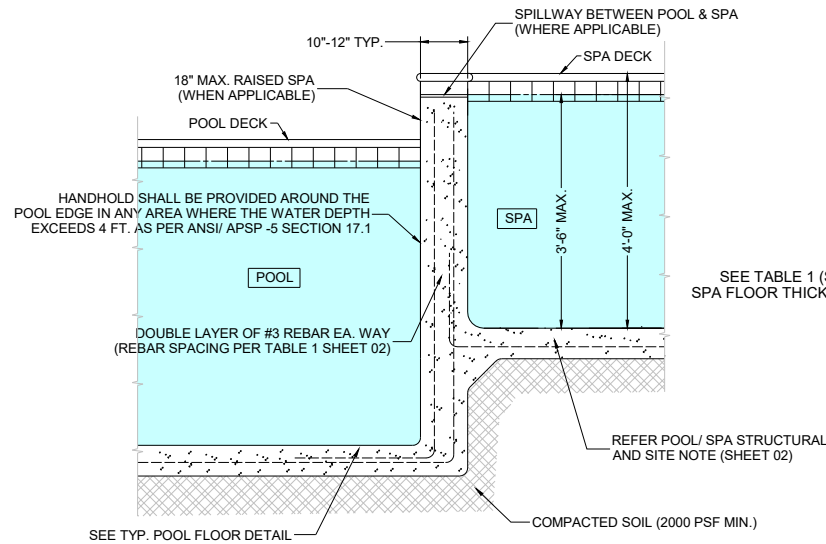 SPILLWAY BETWEEN POOL & SPA
(WHERE APPLICABLE)
10"-12" TYP.
SPA DECK
18" MAX. RAISED SPA
(WHEN APPLICABLE)
POOL DECK
HANDHOLD SHALL BE PROVIDED AROUND THE
POOL EDGE IN ANY AREA WHERE THE WATER DEPTH
EXCEEDS 4 FT. AS PER ANSI/ APSP -5 SECTION 17.1
SPA
3'-6" MAX.
4'-0" MAX.
POOL
SEE TABLE 1 (
SPA FLOOR THICK
DOUBLE LAYER OF #3 REBAR EA. WAY
(REBAR SPACING PER TABLE 1 SHEET 02)
REFER POOL/ SPA STRUCTURAL
AND SITE NOTE (SHEET 02)
COMPACTED SOIL (2000 PSF MIN.)
SEE TYP. POOL FLOOR DETAIL